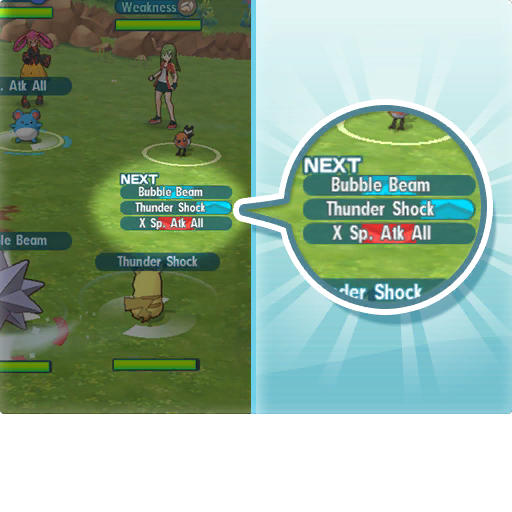 Weakness
. Atk All
NEXT
Bubble Beam
Thunder Shock
X Sp. Atk All
le Beam
Thunder Shock
NEXT
Bubble Beam
Thunder Shock
X Sp. Atk All
der Shock